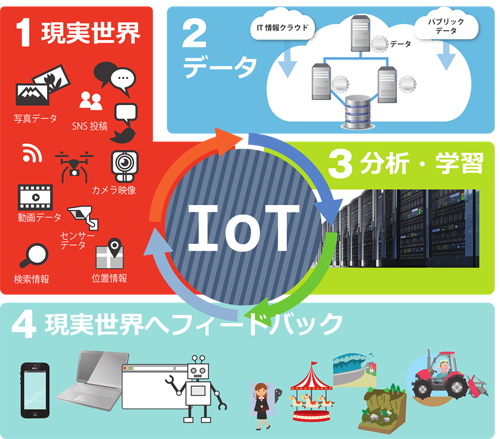 1 現実世界
写真データ
SNS 投稿
カメラ映像
動画データ
センサー
データ
検索情報
位置情報
2
データ
IT 情報クラウド
データ
パブリック
データ
3 分析・学習
IoT
4 現実世界へフィードバック